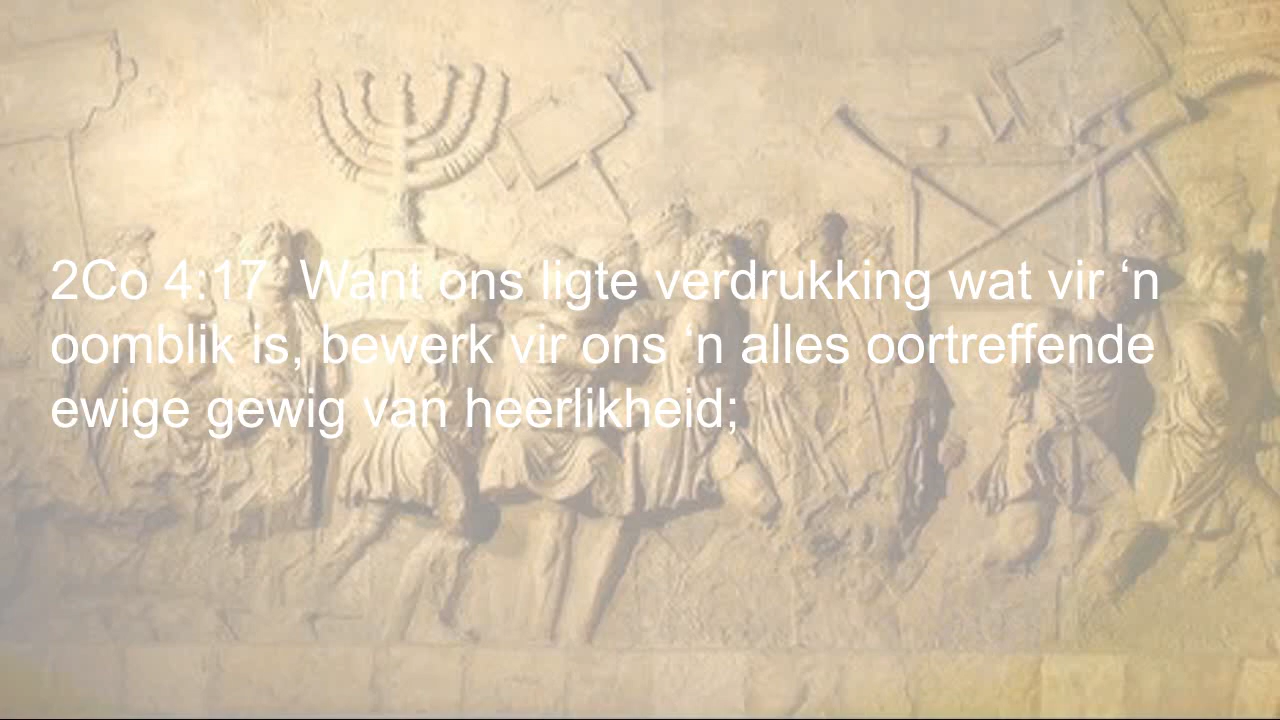 2Co 4:17  Want ons ligte verdrukking wat vir ‘n
oomblik is, bewerk vir ons ‘n alles oortreffende
ewige gewig van heerlikheid;